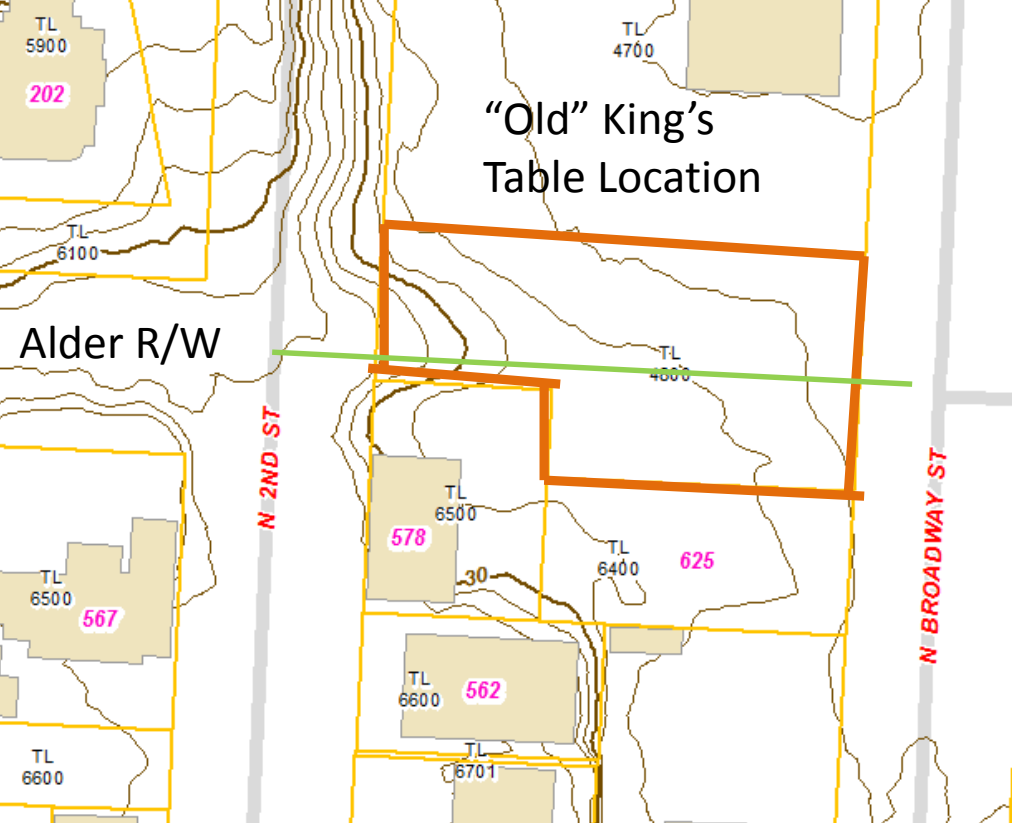 TL
5900
202
TL
4700
“Old” King’s
Table Location
TL
6100
Alder R/W
TL
4800
N 2ND ST
N BROADWAY ST
TL
6500
578
TL
6400
625
30
TL
6500
567
TL
6600
562
TL
6701
TL
6600